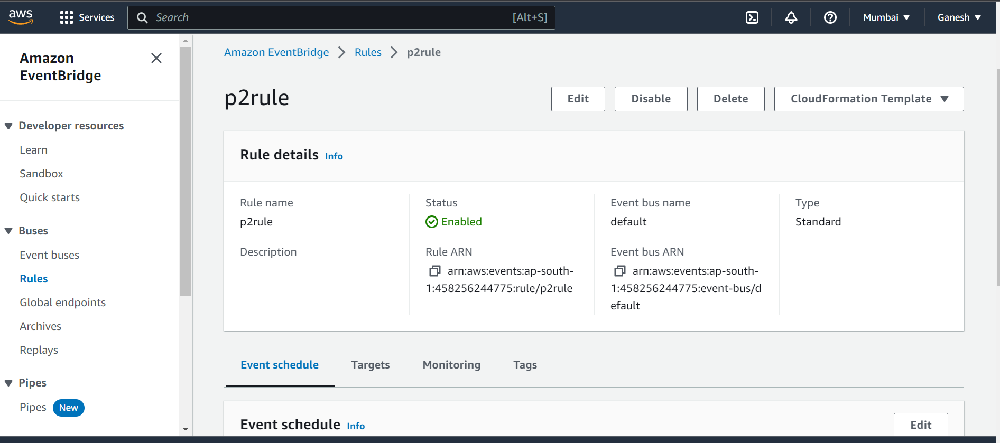 aws
Services
Search
[Alt+S]
Mumbai
Ganesh
Amazon
EventBridge
Developer resources
Learn
Sandbox
Quick starts
Buses
Event buses
Rules
Global endpoints
Archives
Replays
Pipes
Pipes New
Amazon EventBridge > Rules > p2rule
p2rule
Edit
Disable
Delete
CloudFormation Template
Rule details Info
Rule name
p2rule
Description
Status
Enabled
Rule ARN
arn:aws:events:ap-south-
1:458256244775:rule/p2rule
Event bus name
default
Event bus ARN
arn:aws:events:ap-south-
1:458256244775:event-bus/d
efault
Type
Standard
Event schedule
Targets
Monitoring
Tags
Event schedule Info
Edit